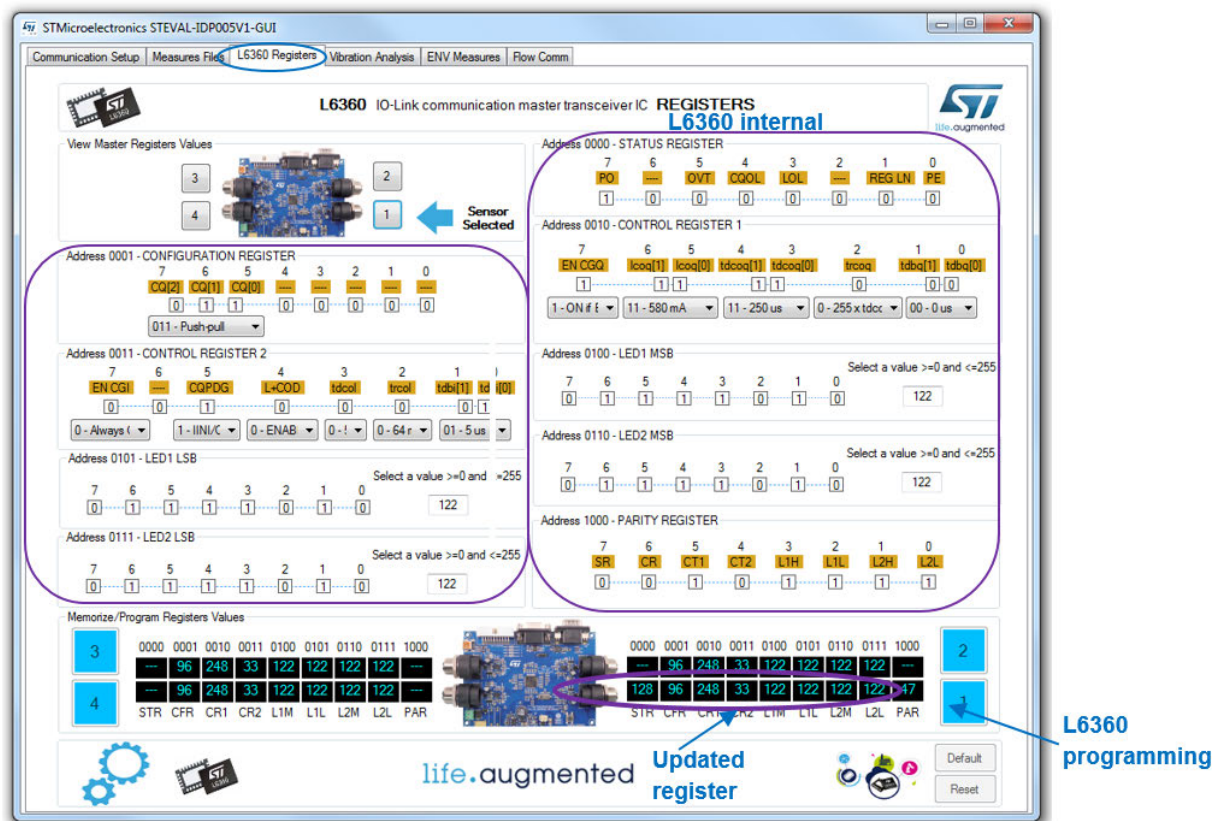 STMicroelectronics STEVAL-IDP005V1-GUI
Communication Setup Measures Files L6360 Registers Vibration Analysis ENV Measures Flow Comm
L6360 IO-Link communication master transceiver IC REGISTERS
L6360 internal
life.augmented
View Master Registers Values
3 2
4 1
Sensor
Selected
Address 0001 - CONFIGURATION REGISTER
7 6 5 4 3 2 1 0
CQ[2] CQ[1] CQ[0] ---- ---- ---- ---- ----
0 1 1 0 0 0 0 0
011 - Push-pull
Address 0011 - CONTROL REGISTER 2
7 6 5 4 3 2 1
EN CGI ---- CQPDG L+COD tdcol trcol tdbi[1] [0]
0 0 1 0 0 0 0 1
0 - Always ( 1 - IINI/C 0 - ENAB 0 - ! 0 - 64 r 01 - 5 us
Address 0101 - LED1 LSB
Select a value >=0 and =255
7 6 5 4 3 2 1 0
0 1 1 1 1 0 1 0 122
Address 0111 - LED2 LSB
Select a value >=0 and <=255
7 6 5 4 3 2 1 0
0 1 1 1 1 0 1 0 122
Address 0000 - STATUS REGISTER
7 6 5 4 3 2 1 0
PO ---- OVT CQOL LOL ---- REG LN PE
1 0 0 0 0 0 0 0
Address 0010 - CONTROL REGISTER 1
7 6 5 4 3 2 1 0
EN CGQ Icoq[1] Icoq[0] tdcoq[1] tdcoq[0] trcoq tdbq[1] tdbq[0]
1 1 1 1 1 0 0 0
1 - ON if E 11 - 580 mA 11 - 250 us 0 - 255 x tdcc 00 - 0 us
Address 0100 - LED1 MSB
Select a value >=0 and <=255
7 6 5 4 3 2 1 0
0 1 1 1 1 0 1 0 122
Address 0110 - LED2 MSB
Select a value >=0 and <=255
7 6 5 4 3 2 1 0
0 1 1 1 1 0 1 0 122
Address 1000 - PARITY REGISTER
7 6 5 4 3 2 1 0
SR CR CT1 CT2 L1H L1L L2H L2L
0 0 1 0 1 1 1 1
Memorize/Program Registers Values
3 0000 0001 0010 0011 0100 0101 0110 0111 1000
--- 96 248 33 122 122 122 122 ---
4 --- 96 248 33 122 122 122 122 ---
STR CFR CR1 CR2 L1M L1L L2M L2L PAR
0000 0001 0010 0011 0100 0101 0110 0111 1000 2
--- 96 248 33 122 122 122 122 ---
128 96 248 33 122 122 122 122 47 1
STR CFR CR1 CR2 L1M L1L L2M L2L PAR
L6360
programming
Updated
register
life.augmented
Default
Reset